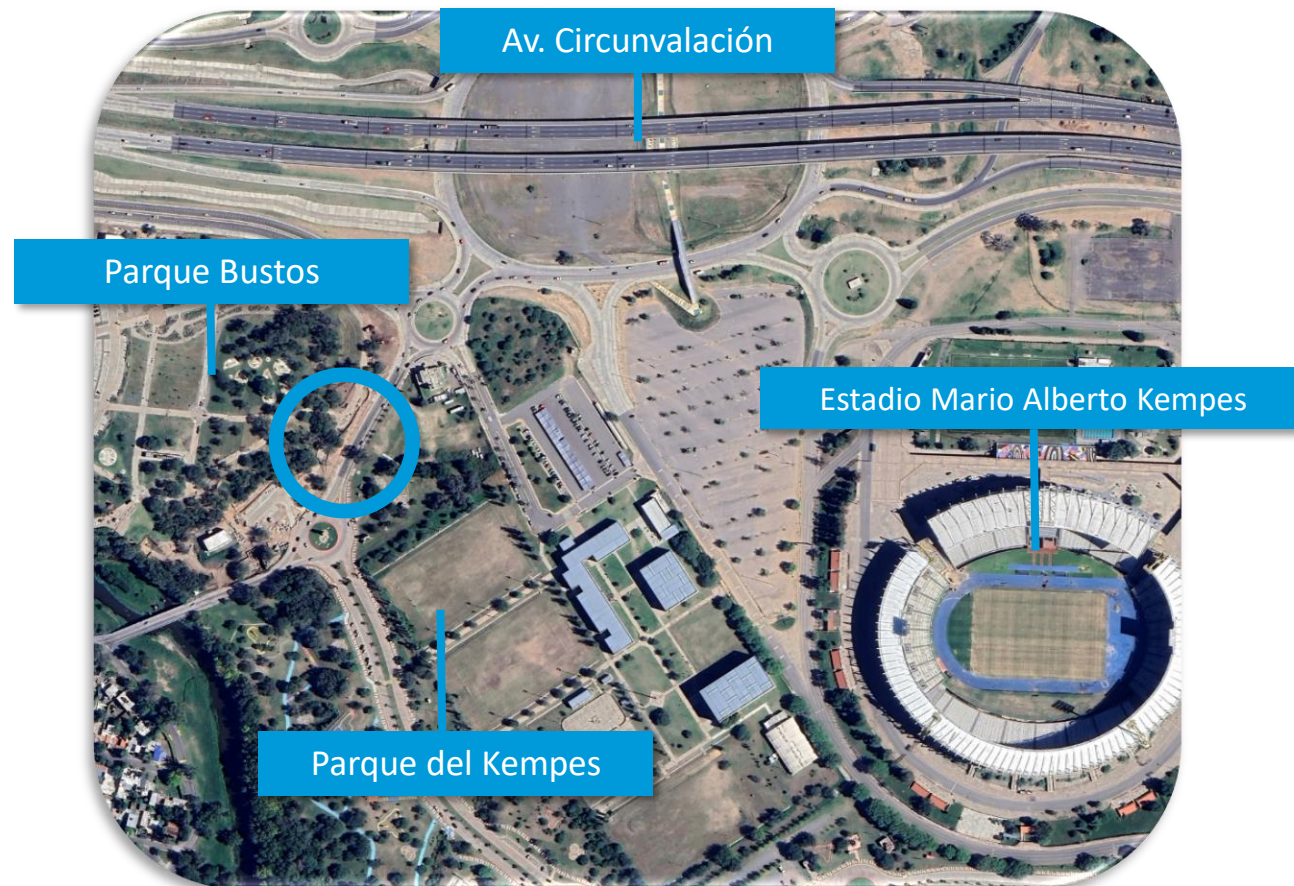 Av. Circunvalación
Parque Bustos
Estadio Mario Alberto Kempes
Parque del Kempes